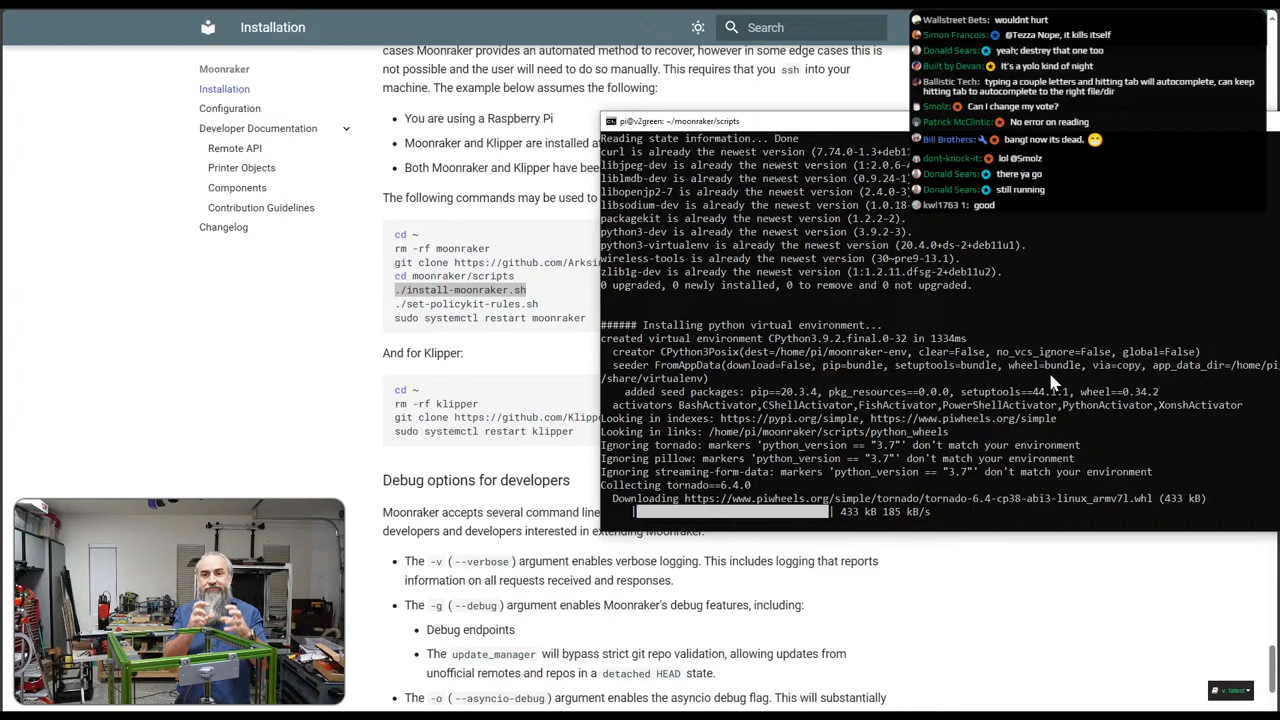 Installation
Search
Moonraker
Installation
Configuration
Developer Documentation
Remote API
Printer Objects
Components
Contribution Guidelines
Changelog
cases Moonraker provides an automated method to recover, however in some edge cases this is
not possible and the user will need to do so manually. This requires that you ssh into your
machine. The example below assumes the following:
You are using a Raspberry Pi
Moonraker and Klipper are installed at
Both Moonraker and Klipper have been
The following commands may be used to
cd ~
rm -rf moonraker
git clone https://github.com/Arksin
cd moonraker/scripts
./install-moonraker.sh
./set-policykit-rules.sh
sudo systemctl restart moonraker
And for Klipper:
cd ~
rm -rf klipper
git clone https://github.com/Klippe
sudo systemctl restart klipper
Debug options for developers
Moonraker accepts several command line
developers and developers interested in extending Moonraker.
The -v ( --verbose ) argument enables verbose logging. This includes logging that reports
information on all requests received and responses.
The -g ( --debug ) argument enables Moonraker's debug features, including:
Debug endpoints
The update_manager will bypass strict git repo validation, allowing updates from
unofficial remotes and repos in a detached HEAD state.
The -o ( --asyncio-debug ) argument enables the asyncio debug flag. This will substantially
pi@v2green: ~/moonraker/scripts
Reading state information... Done
curl is already the newest version (7.74.0-1.3+deb11
libjpeg-dev is already the newest version (1:2.0.6-4
liblmdb-dev is already the newest version (0.9.24-1)
libopenjp2-7 is already the newest version (2.4.0-3)
libsodium-dev is already the newest version (1.0.18-
packagekit is already the newest version (1.2.2-2).
python3-dev is already the newest version (3.9.2-3).
python3-virtualenv is already the newest version (20.4.0+ds-2+deb11u1).
wireless-tools is already the newest version (30~pre9-13.1).
zlib1g-dev is already the newest version (1:1.2.11.dfsg-2+deb11u2).
0 upgraded, 0 newly installed, 0 to remove and 0 not upgraded.
###### Installing python virtual environment...
created virtual environment CPython3.9.2.final.0-32 in 1334ms
creator CPython3Posix(dest=/home/pi/moonraker-env, clear=False, no_vcs_ignore=False, global=False)
seeder FromAppData(download=False, pip=bundle, setuptools=bundle, wheel=bundle, via=copy, app_data_dir=/home/pi
/share/virtualenv)
added seed packages: pip==20.3.4, pkg_resources==0.0.0, setuptools==44.1.1, wheel==0.34.2
activators BashActivator,CShellActivator,FishActivator,PowerShellActivator,PythonActivator,XonshActivator
Looking in indexes: https://pypi.org/simple, https://www.piwheels.org/simple
Looking in links: /home/pi/moonraker/scripts/python_wheels
Ignoring tornado: markers 'python_version == "3.7"' don't match your environment
Ignoring pillow: markers 'python_version == "3.7"' don't match your environment
Ignoring streaming-form-data: markers 'python_version == "3.7"' don't match your environment
Collecting tornado==6.4.0
Downloading https://www.piwheels.org/simple/tornado/tornado-6.4-cp38-abi3-linux_armv7l.whl (433 kB)
| | 433 kB 185 kB/s
Wallstreet Bets: wouldnt hurt
Simon Francois: @Tezza Nope, it kills itself
Donald Sears: yeah; destrey that one too
Built by Devan: It's a yolo kind of night
Ballistic Tech: typing a couple letters and hitting tab will autocomplete, can keep
hitting tab to autocomplete to the right file/dir
Smolz: Can I change my vote?
Patrick McClintic: No error on reading
Bill Brothers: bang! now its dead.
dont-knock-it: lol @Smolz
Donald Sears: there ya go
Donald Sears: still running
kwl1763 1: good
v: latest